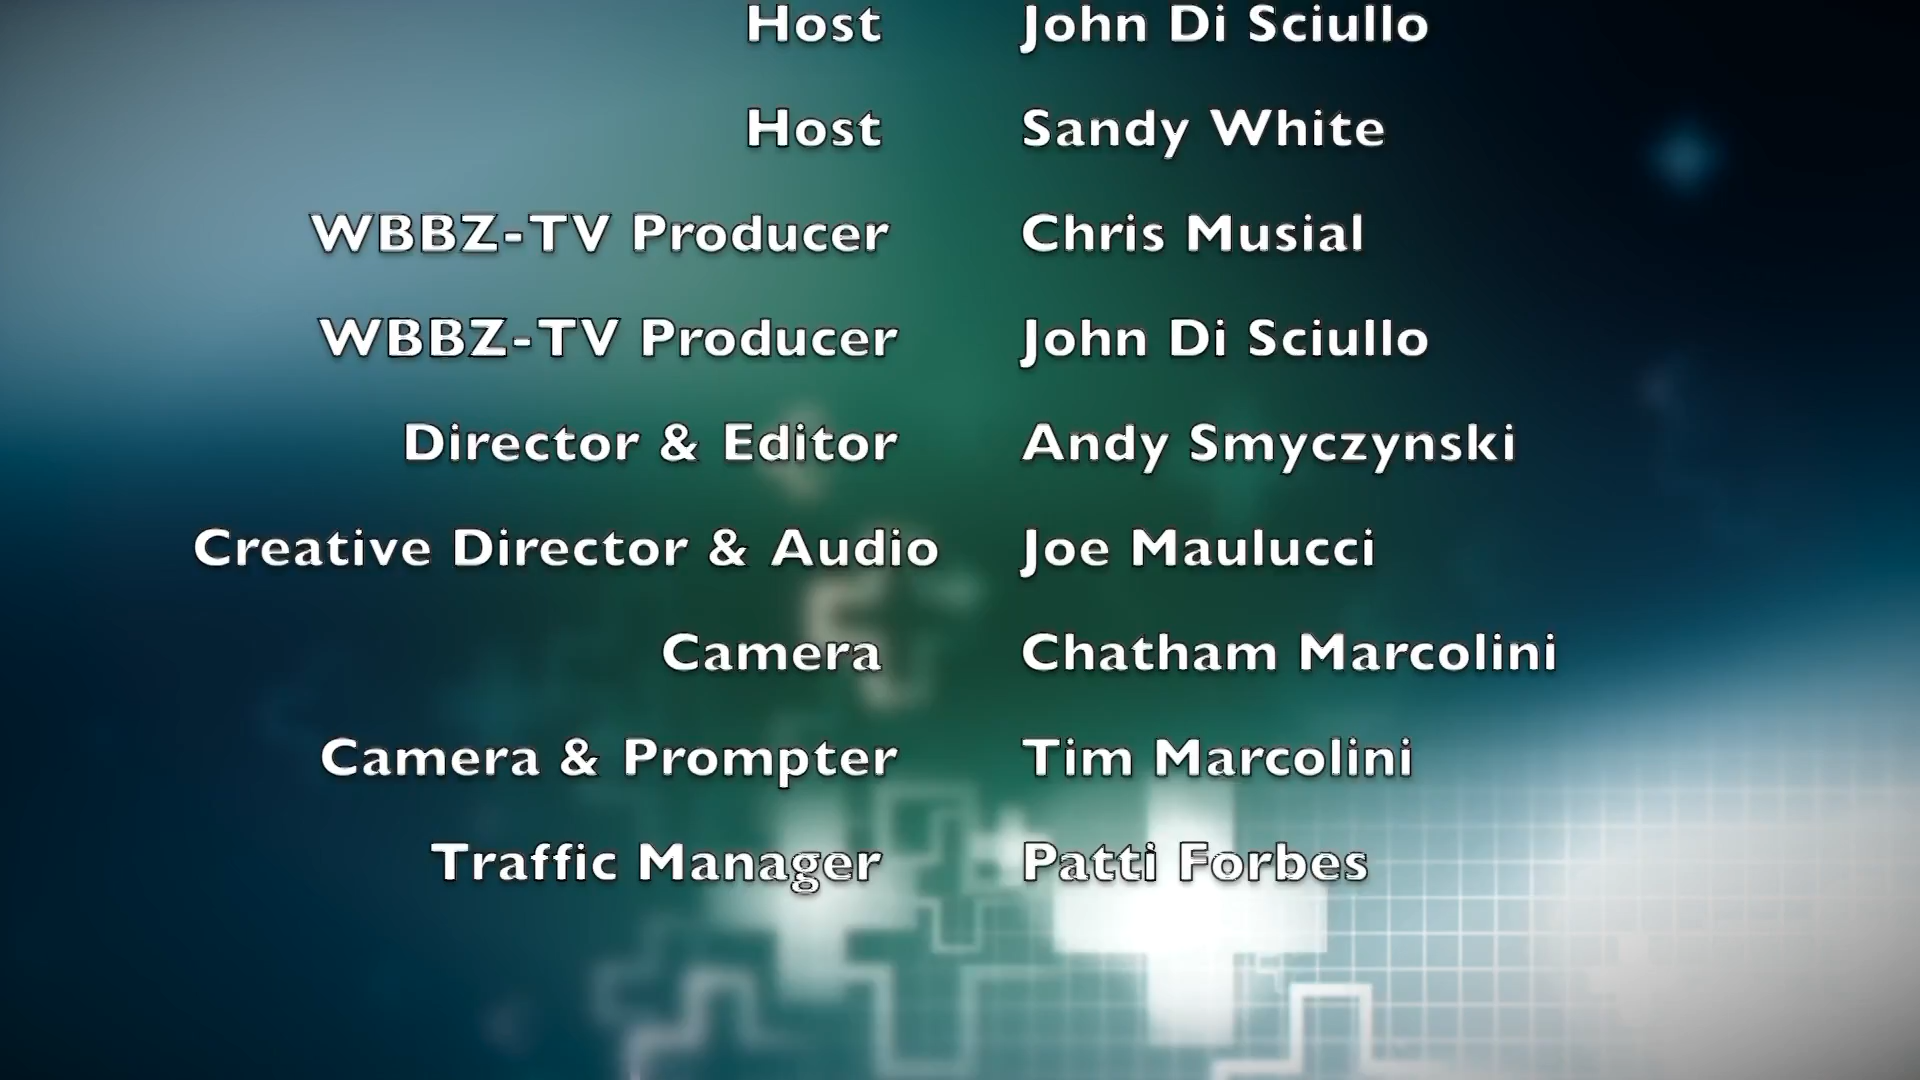 Host John Di Sciullo
Host Sandy White
WBBZ-TV Producer Chris Musial
WBBZ-TV Producer John Di Sciullo
Director & Editor Andy Smyczynski
Creative Director & Audio Joe Maulucci
Camera Chatham Marcolini
Camera & Prompter Tim Marcolini
Traffic Manager Patti Forbes